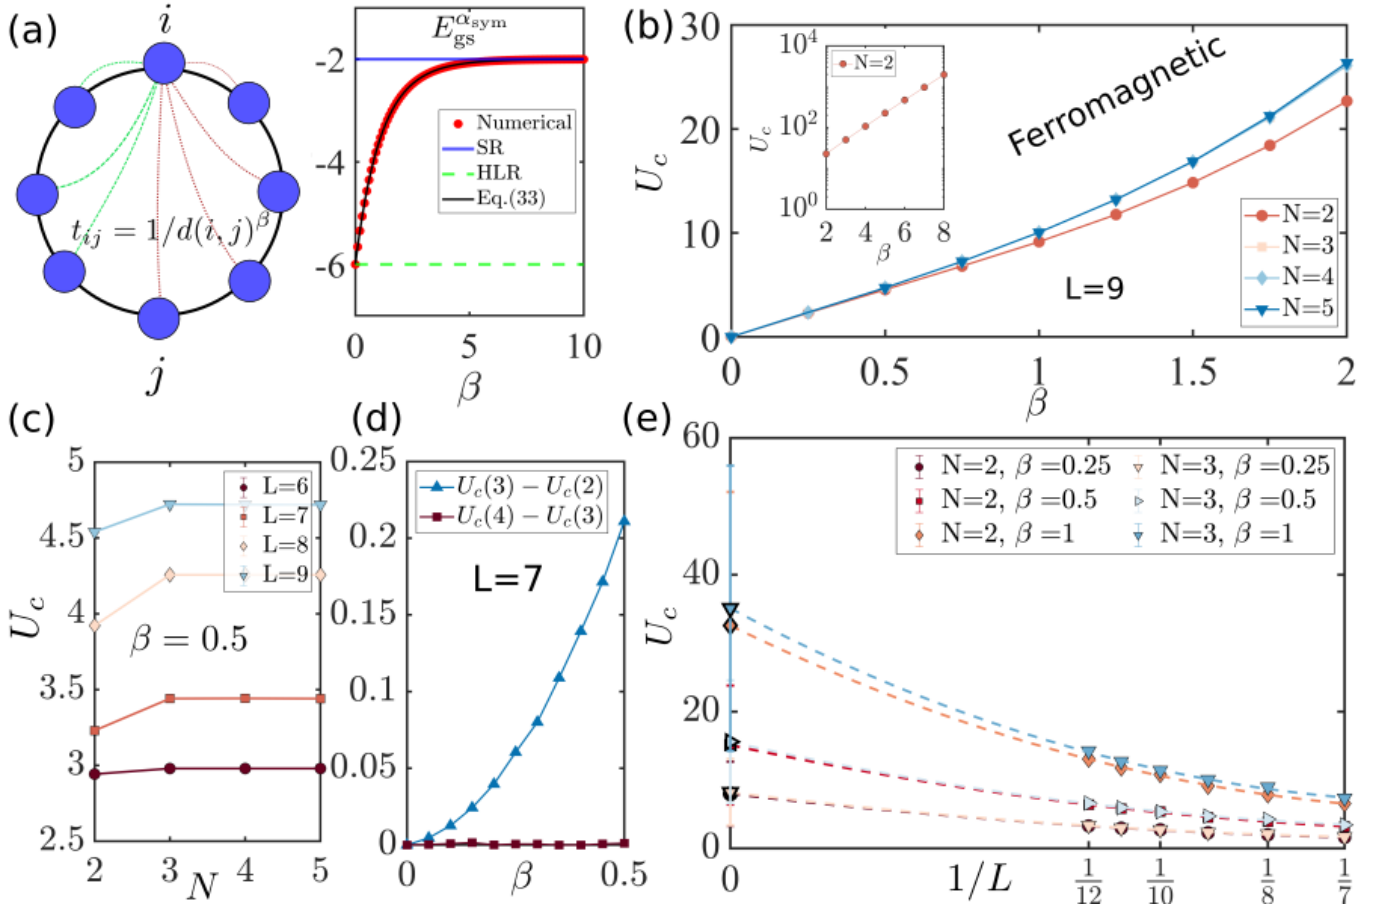 (a)
i
t_{ij} = 1/d(i,j)^β
j
E_{gs}^{α_{sym}}
-2
-4
-6
Numerical
SR
HLR
Eq.(33)
0 5 10
β
(b)
30
20
10
0
U_c
Ferromagnetic
L=9
N=2
N=3
N=4
N=5
0 0.5 1 1.5 2
β
10^4
10^2
10^0
U_c
N=2
2 4 6 8
β
(c)
5
4.5
4
3.5
3
2.5
U_c
L=6
L=7
L=8
L=9
β = 0.5
2 3 4 5
N
(d)
0.25
0.2
0.15
0.1
0.05
0
U_c(3) − U_c(2)
U_c(4) − U_c(3)
L=7
0 0.5
β
(e)
60
40
20
0
U_c
N=2, β =0.25
N=2, β =0.5
N=2, β =1
N=3, β =0.25
N=3, β =0.5
N=3, β =1
0 1/12 1/10 1/8 1/7
1/L